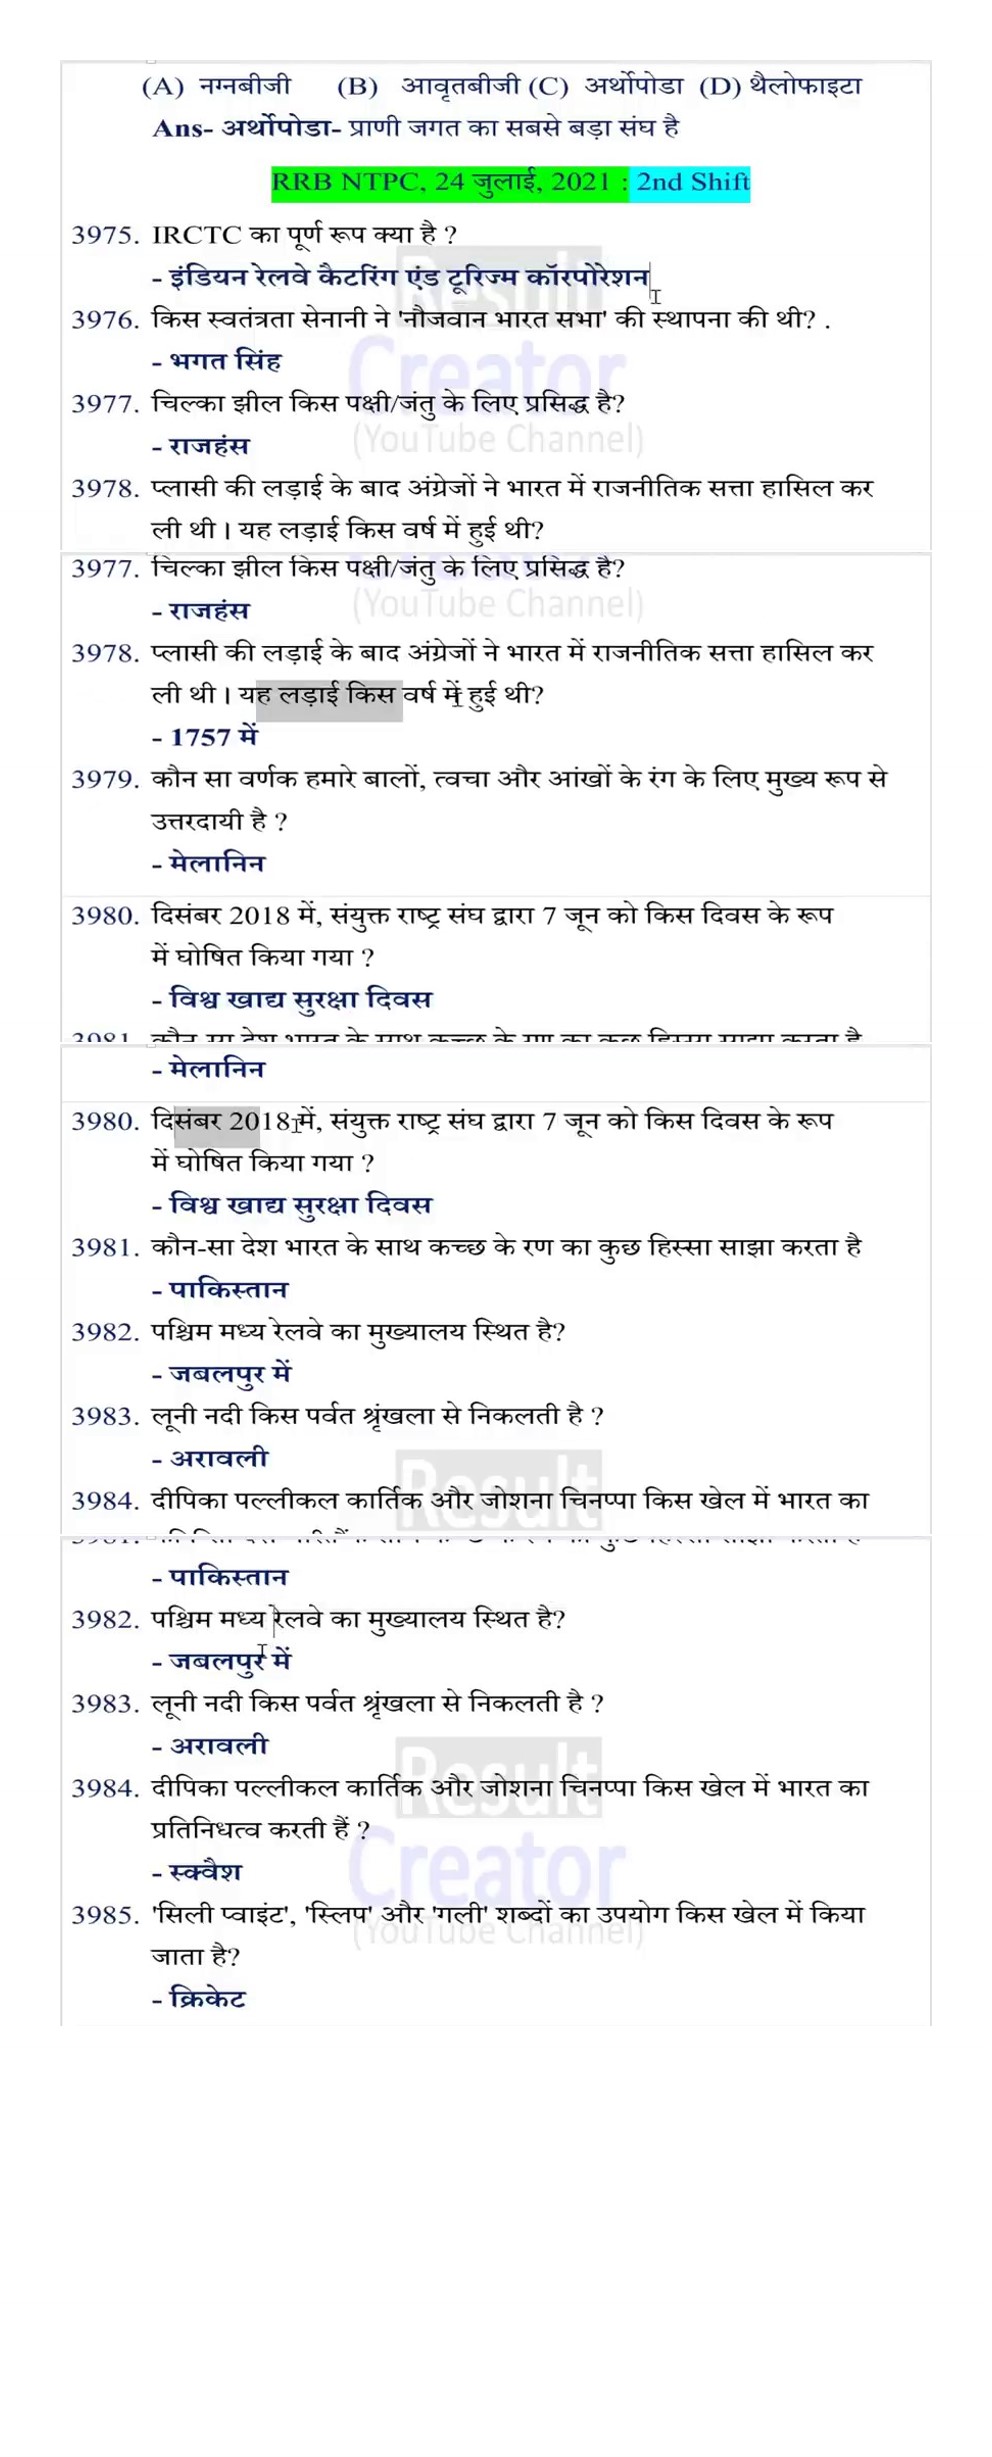 (A) नग्नबीजी (B) आवृतबीजी (C) अर्थोपोडा (D) थैलोफाइटा
Ans- अर्थोपोडा- प्राणी जगत का सबसे बड़ा संघ है
RRB NTPC, 24 जुलाई, 2021 : 2nd Shift
3975. IRCTC का पूर्ण रूप क्या है ?
- इंडियन रेलवे कैटरिंग एंड टूरिज्म कॉरपोरेशन
Result
3976. किस स्वतंत्रता सेनानी ने 'नौजवान भारत सभा' की स्थापना की थी? .
- भगत सिंह
Creator
3977. चिल्का झील किस पक्षी/जंतु के लिए प्रसिद्ध है?
(YouTube Channel)
- राजहंस
3978. प्लासी की लड़ाई के बाद अंग्रेजों ने भारत में राजनीतिक सत्ता हासिल कर
ली थी । यह लड़ाई किस वर्ष में हुई थी?
3977. चिल्का झील किस पक्षी/जंतु के लिए प्रसिद्ध है?
(YouTube Channel)
- राजहंस
3978. प्लासी की लड़ाई के बाद अंग्रेजों ने भारत में राजनीतिक सत्ता हासिल कर
ली थी । यह लड़ाई किस वर्ष में हुई थी?
- 1757 में
3979. कौन सा वर्णक हमारे बालों, त्वचा और आंखों के रंग के लिए मुख्य रूप से
उत्तरदायी है ?
- मेलानिन
3980. दिसंबर 2018 में, संयुक्त राष्ट्र संघ द्वारा 7 जून को किस दिवस के रूप
में घोषित किया गया ?
- विश्व खाद्य सुरक्षा दिवस
3981. कौन-सा देश भारत के साथ कच्छ के रण का कुछ हिस्सा साझा करता है
- मेलानिन
3980. दिसंबर 2018 में, संयुक्त राष्ट्र संघ द्वारा 7 जून को किस दिवस के रूप
में घोषित किया गया ?
- विश्व खाद्य सुरक्षा दिवस
3981. कौन-सा देश भारत के साथ कच्छ के रण का कुछ हिस्सा साझा करता है
- पाकिस्तान
3982. पश्चिम मध्य रेलवे का मुख्यालय स्थित है?
- जबलपुर में
3983. लूनी नदी किस पर्वत श्रृंखला से निकलती है ?
- अरावली
Result
3984. दीपिका पल्लीकल कार्तिक और जोशना चिनप्पा किस खेल में भारत का
- पाकिस्तान
3982. पश्चिम मध्य रेलवे का मुख्यालय स्थित है?
- जबलपुर में
3983. लूनी नदी किस पर्वत श्रृंखला से निकलती है ?
- अरावली
Result
3984. दीपिका पल्लीकल कार्तिक और जोशना चिनप्पा किस खेल में भारत का
प्रतिनिधत्व करती हैं ?
- स्क्वैश
Creator
3985. 'सिली प्वाइंट', 'स्लिप' और 'गली' शब्दों का उपयोग किस खेल में किया
(YouTube Channel)
जाता है?
- क्रिकेट